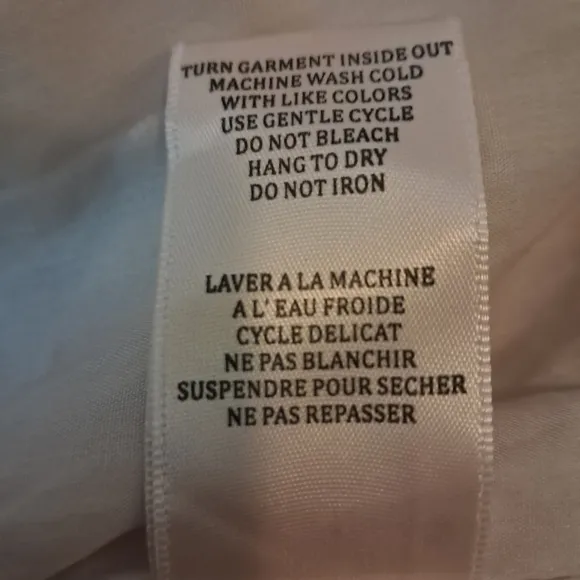 TURN GARMENT INSIDE OUT
MACHINE WASH COLD
WITH LIKE COLORS
USE GENTLE CYCLE
DO NOT BLEACH
HANG TO DRY
DO NOT IRON
LAVER A LA MACHINE
A L' EAU FROIDE
CYCLE DELICAT
NE PAS BLANCHIR
SUSPENDRE POUR SECHER
NE PAS REPASSER